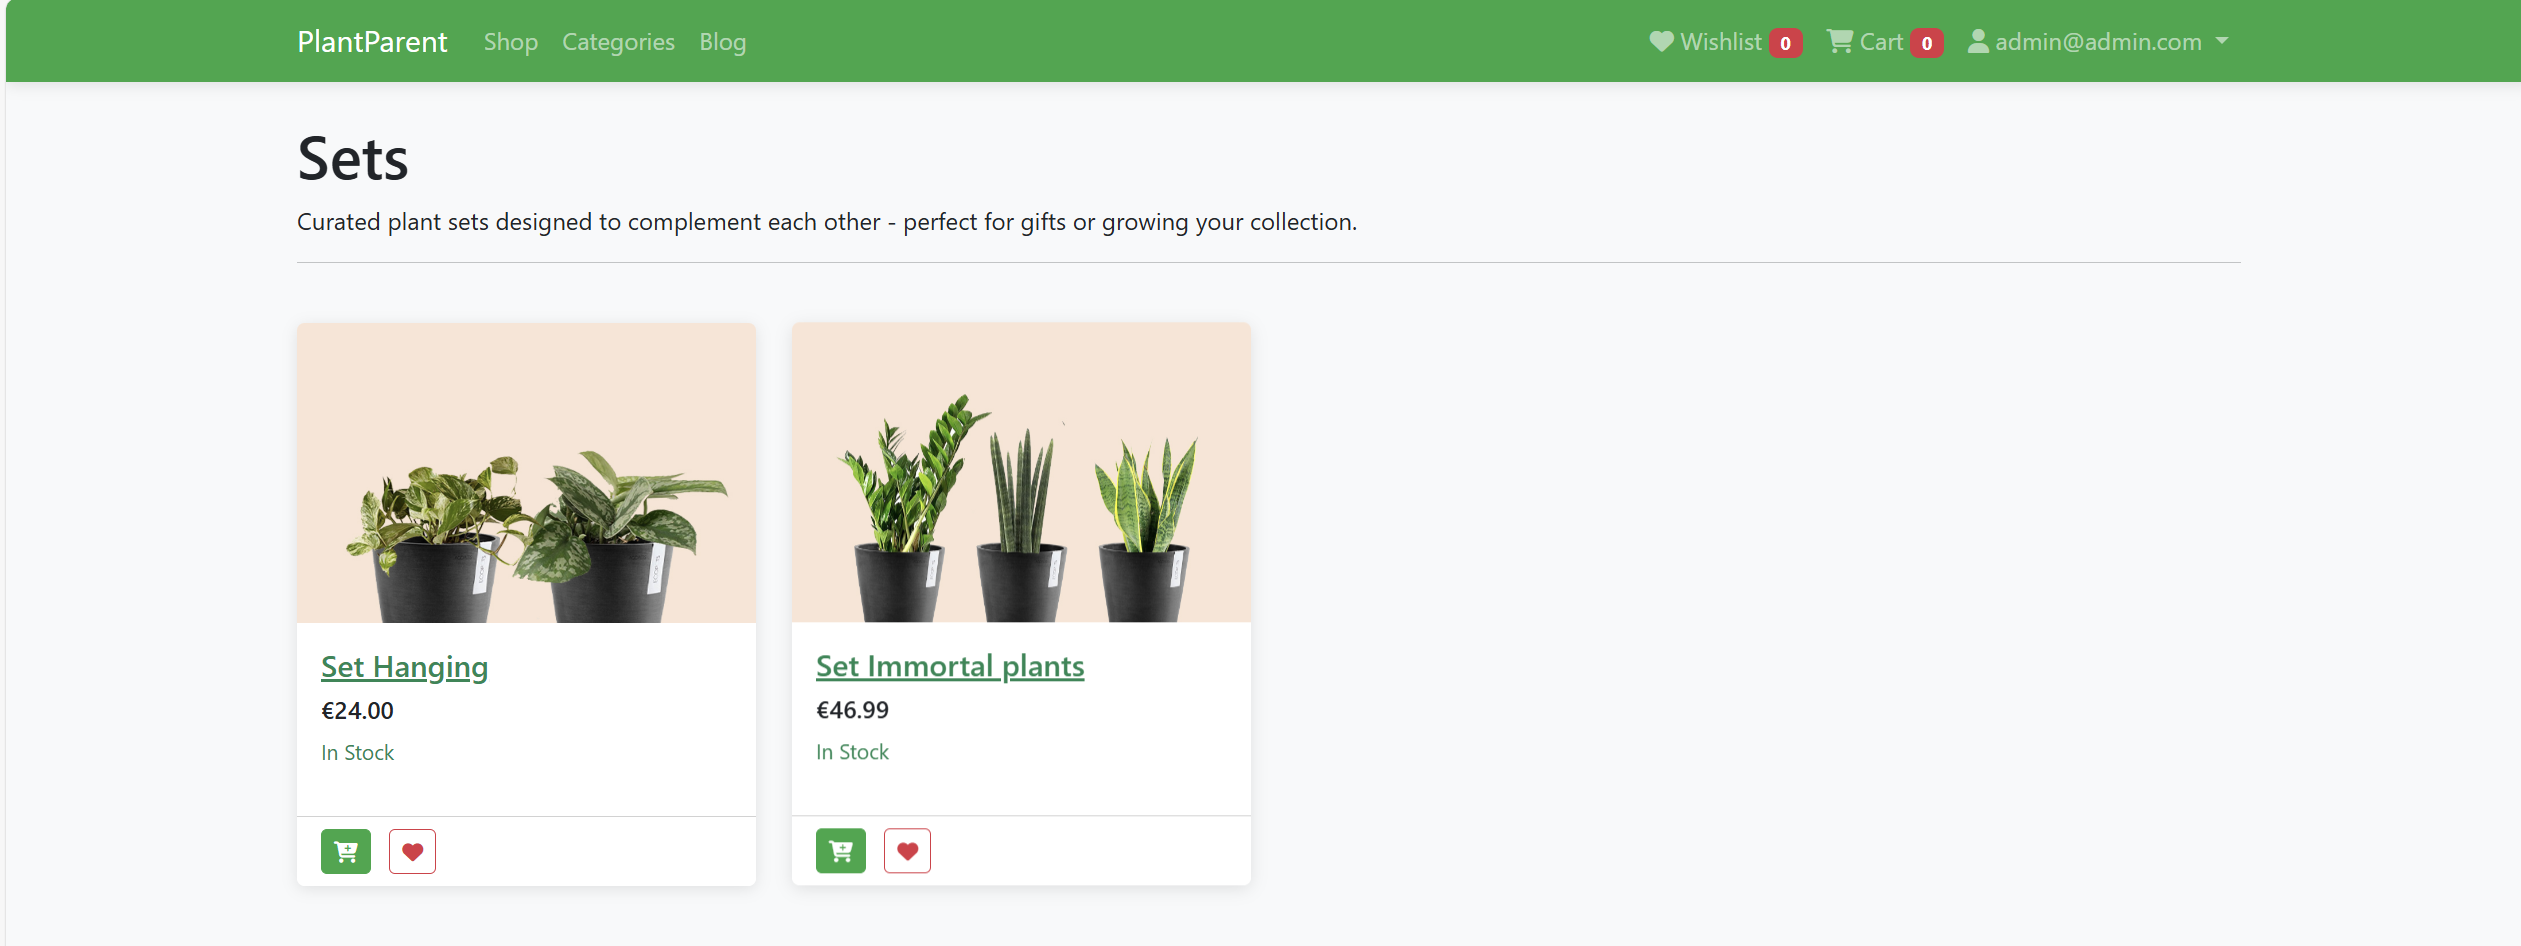 PlantParent Shop Categories Blog Wishlist 0 Cart 0 admin@admin.com
Sets
Curated plant sets designed to complement each other - perfect for gifts or growing your collection.
Set Hanging
€24.00
In Stock
Set Immortal plants
€46.99
In Stock